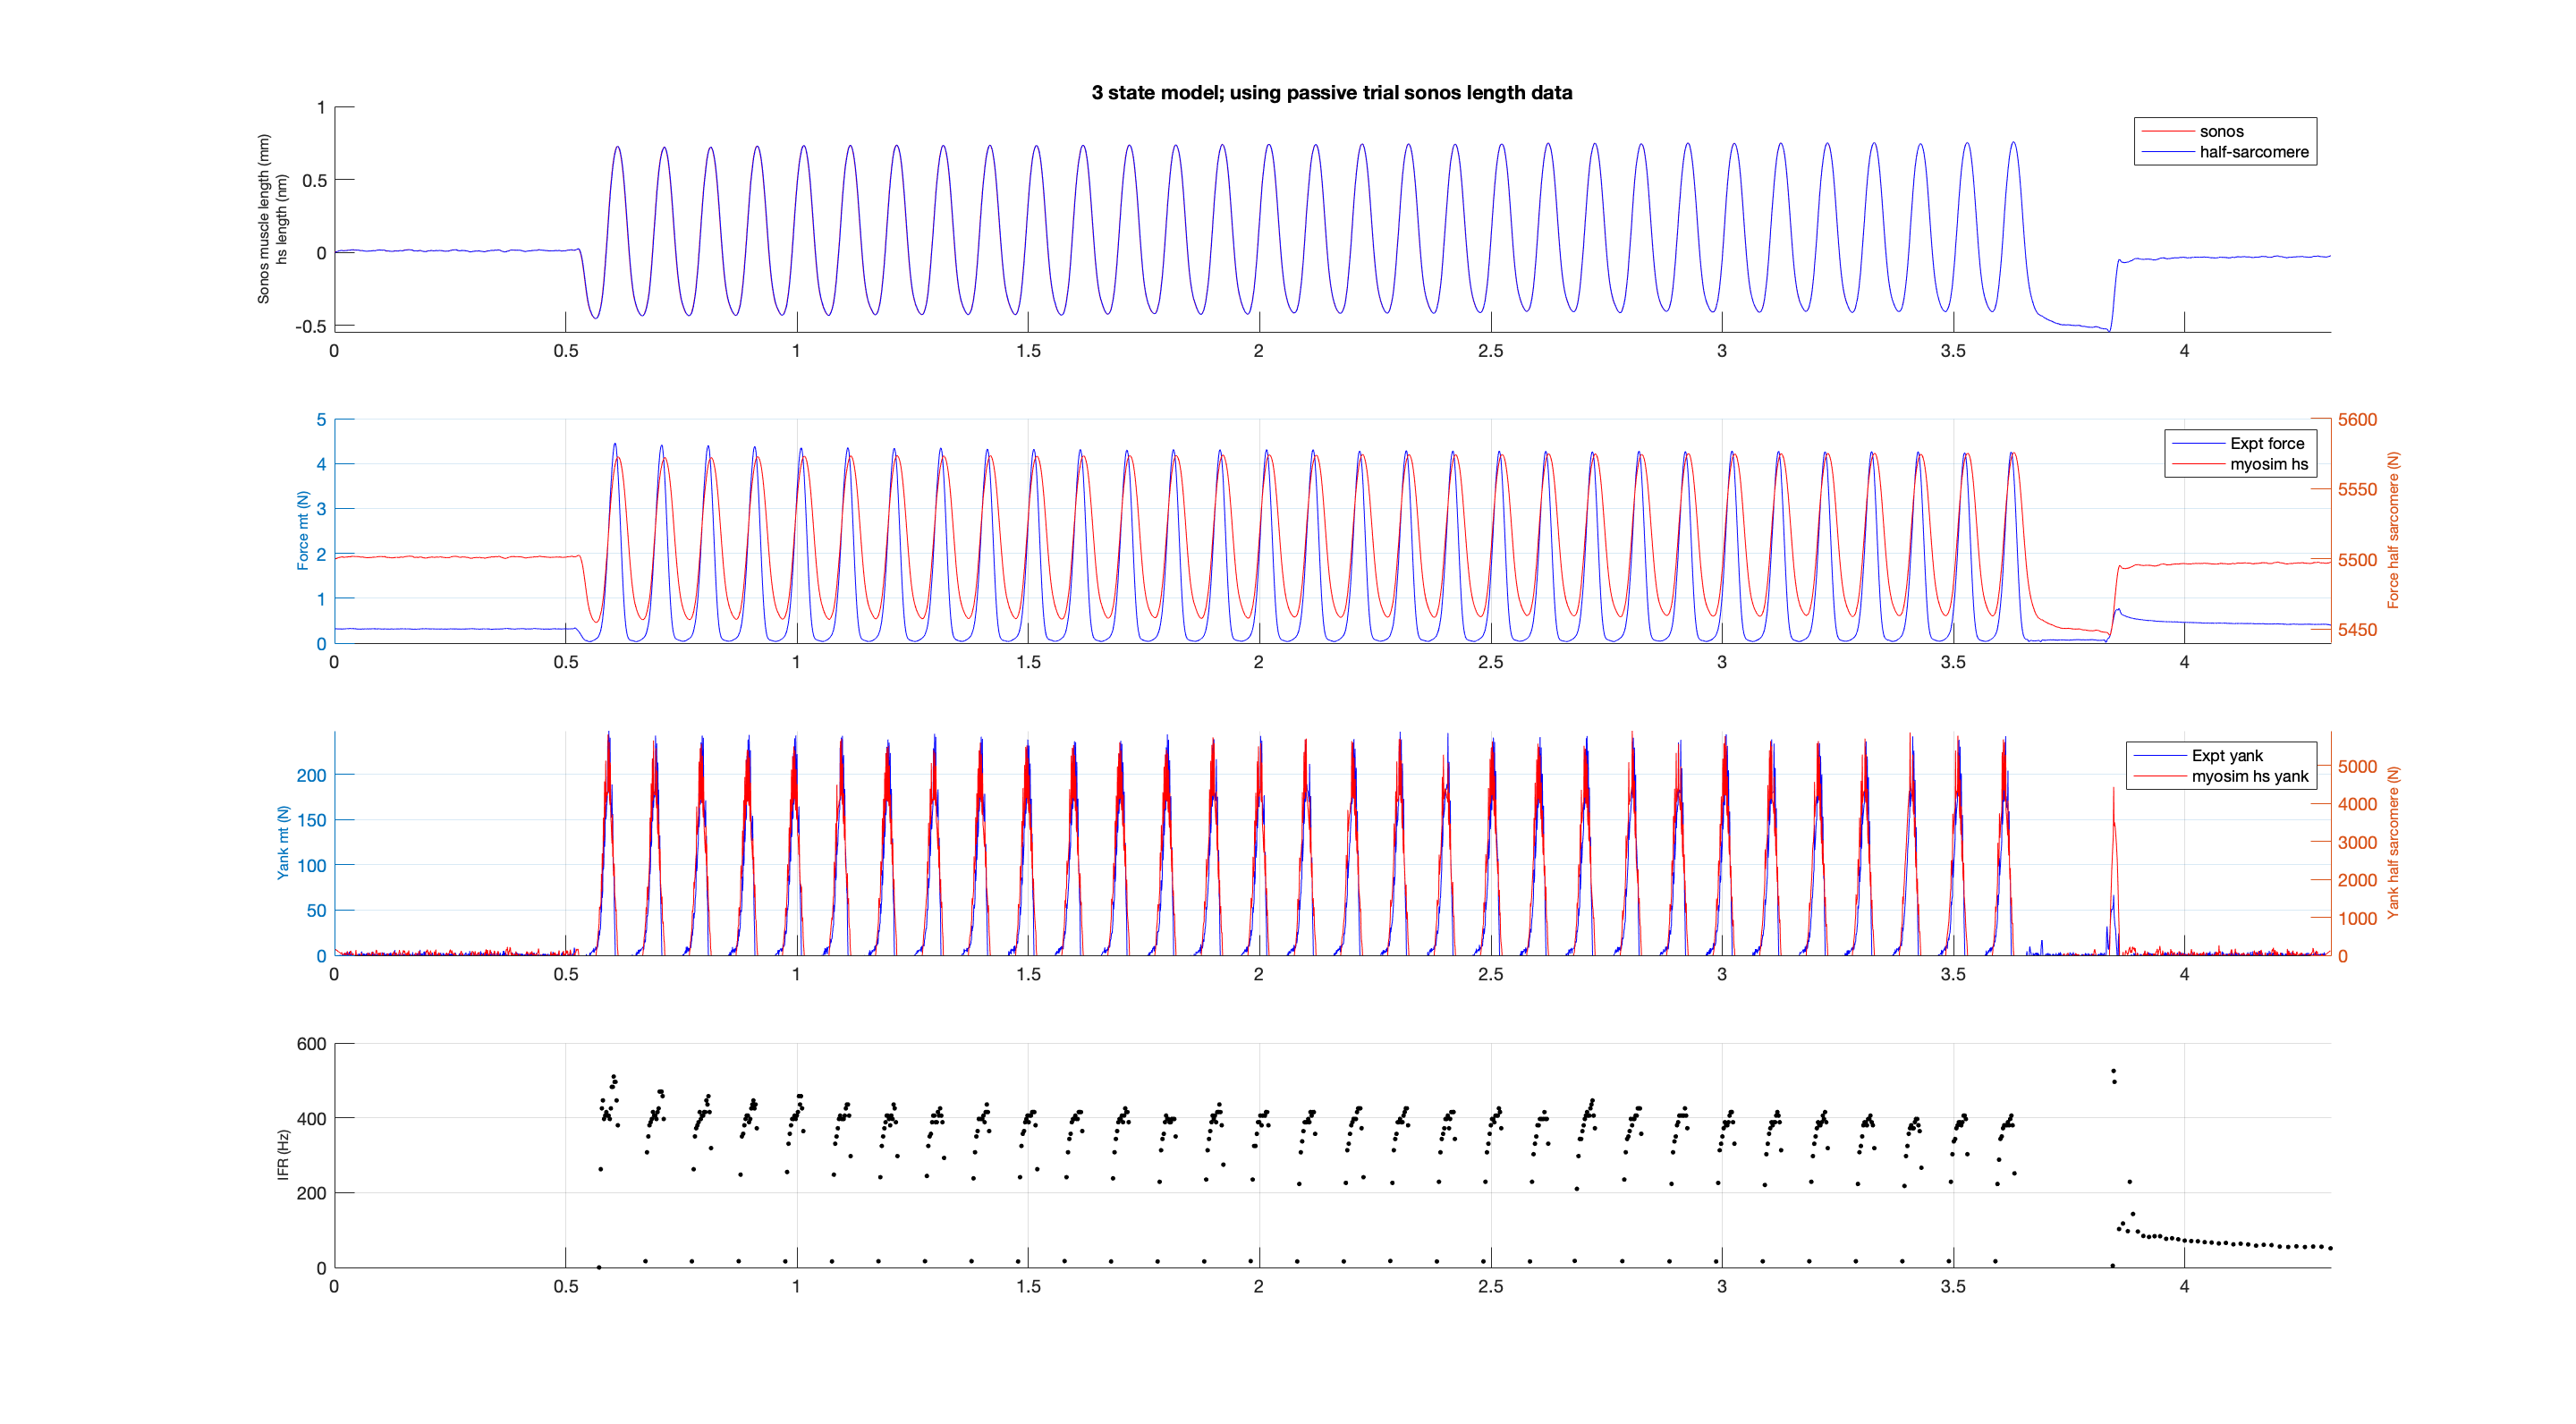 3 state model; using passive trial sonos length data
Sonos muscle length (mm)
hs length (nm)
1
0.5
0
-0.5
sonos
half-sarcomere
0 0.5 1 1.5 2 2.5 3 3.5 4
Force mt (N)
5
4
3
2
1
0
Expt force
myosim hs
5600
5550
5500
5450
Force half sarcomere (N)
0 0.5 1 1.5 2 2.5 3 3.5 4
Yank mt (N)
200
150
100
50
0
Expt yank
myosim hs yank
5000
4000
3000
2000
1000
0
Yank half sarcomere (N)
0 0.5 1 1.5 2 2.5 3 3.5 4
IFR (Hz)
600
400
200
0
0 0.5 1 1.5 2 2.5 3 3.5 4